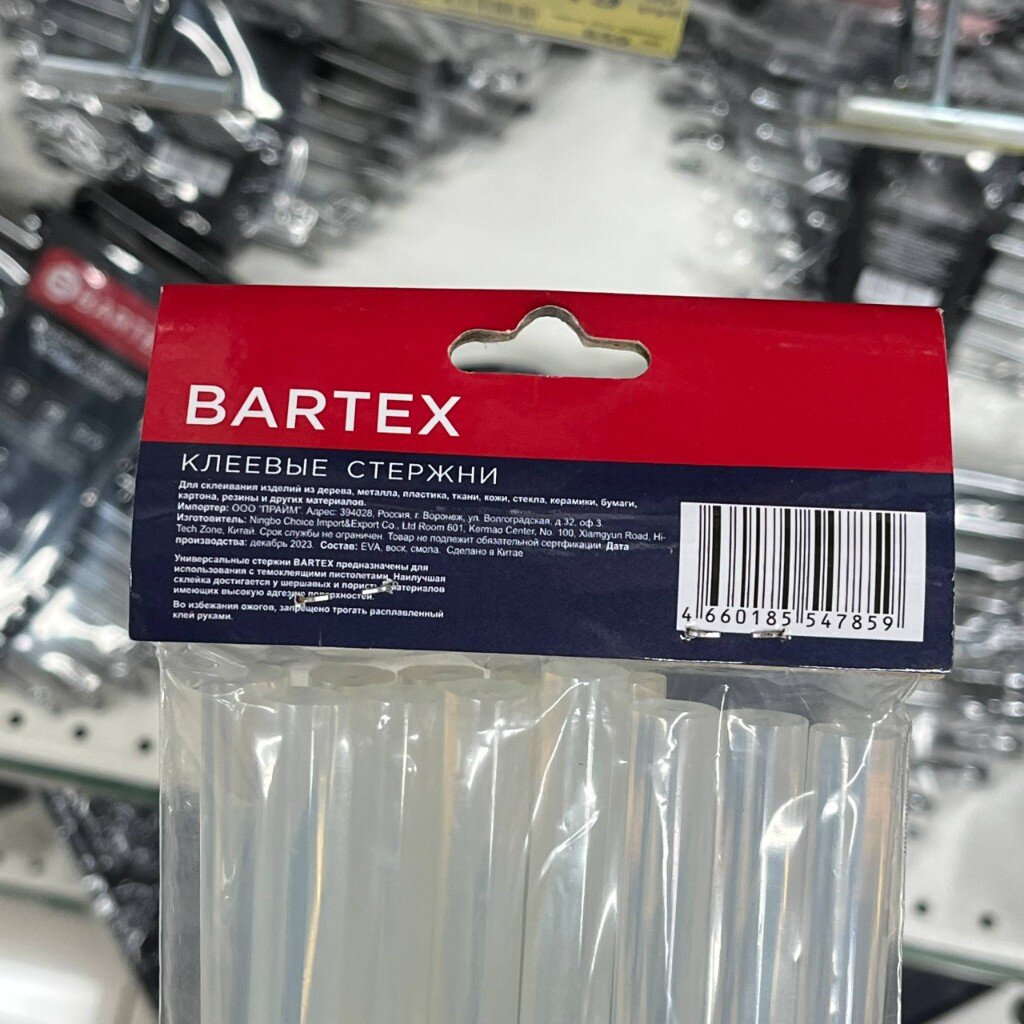 BARTEX
КЛЕЕВЫЕ СТЕРЖНИ
Для склеивания изделий из дерева, металла, пластика, ткани, кожи, стекла, керамики, бумаги,
картона, резины и других материалов.
Импортер: ООО "ПРАЙМ". Адрес: 394028, Россия, г. Воронеж, ул. Волгоградская, д.32, оф.3.
Изготовитель: Ningbo Choice Import&Export Co., Ltd Room 601, Kermao Center, No. 100, Xiamgyun Road, Hi-
Tech Zone, Китай. Срок службы не ограничен. Товар не подлежит обязательной сертификации. Дата
производства: декабрь 2023. Состав: EVA, воск, смола. Сделано в Китае
Универсальные стержни BARTEX предназначены для
использования с темоклеящими пистолетами. Наилучшая
склейка достигается у шершавых и материалов
имеющих высокую адгезию поверхностей.
Во избежания ожогов, запрещено трогать расплавленный
клей руками.
4 660185 547859
BARTE